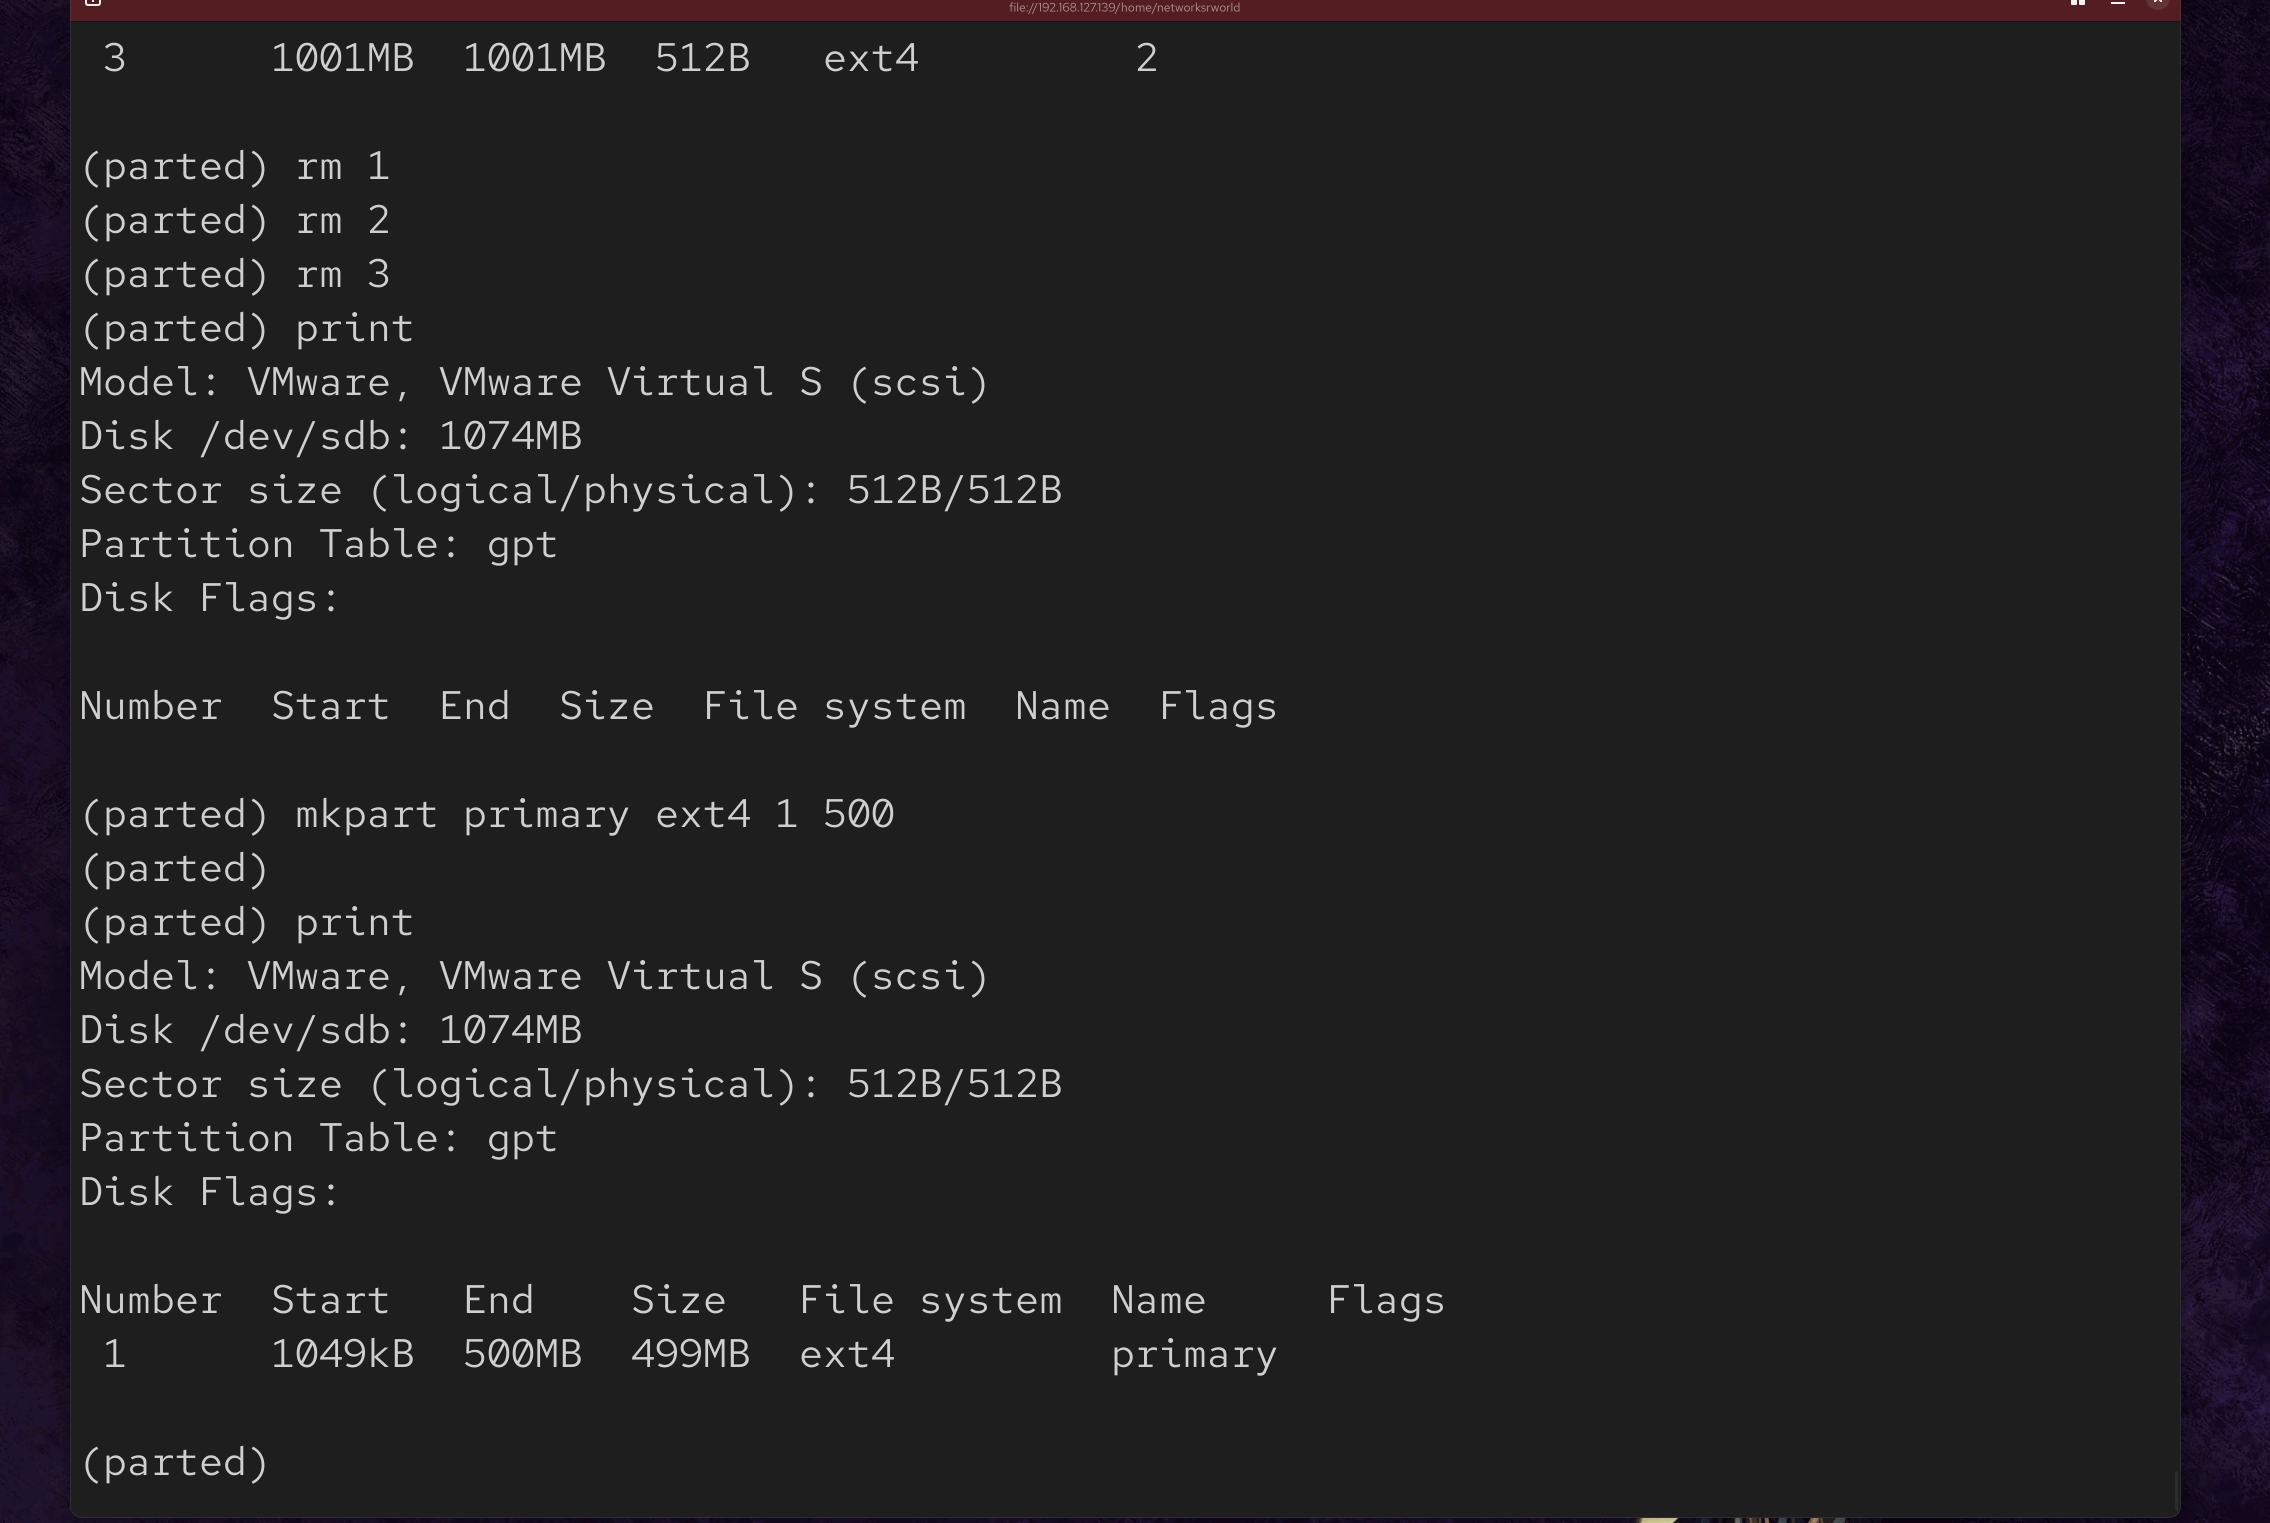 file://192.168.127.139/home/networksrworld
3 1001MB 1001MB 512B ext4 2
(parted) rm 1
(parted) rm 2
(parted) rm 3
(parted) print
Model: VMware, VMware Virtual S (scsi)
Disk /dev/sdb: 1074MB
Sector size (logical/physical): 512B/512B
Partition Table: gpt
Disk Flags:
Number Start End Size File system Name Flags
(parted) mkpart primary ext4 1 500
(parted)
(parted) print
Model: VMware, VMware Virtual S (scsi)
Disk /dev/sdb: 1074MB
Sector size (logical/physical): 512B/512B
Partition Table: gpt
Disk Flags:
Number Start End Size File system Name Flags
1 1049kB 500MB 499MB ext4 primary
(parted)